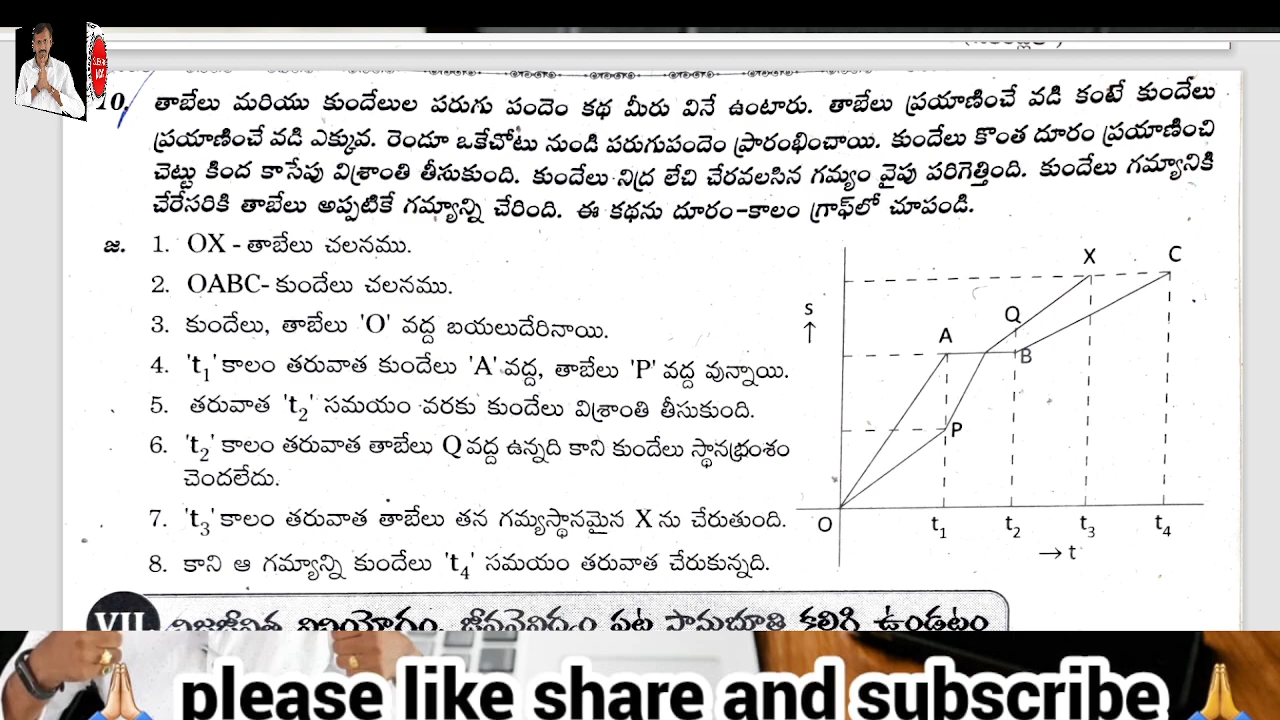 10. తాబేలు మరియు కుందేలుల పరుగు పందెం కథ మీరు వినే ఉంటారు. తాబేలు ప్రయాణించే వడి కంటే కుందేలు
ప్రయాణించే వడి ఎక్కువ. రెండూ ఒకేచోటు నుండి పరుగుపందెం ప్రారంభించాయి. కుందేలు కొంత దూరం ప్రయాణించి
చెట్టు కింద కాసేపు విశ్రాంతి తీసుకుంది. కుందేలు నిద్ర లేచి చేరవలసిన గమ్యం వైపు పరిగెత్తింది. కుందేలు గమ్యానికి
చేరేసరికి తాబేలు అప్పటికే గమ్యాన్ని చేరింది. ఈ కథను దూరం-కాలం గ్రాఫ్‌లో చూపండి.
జ. 1. OX - తాబేలు చలనము.
2. OABC- కుందేలు చలనము.
3. కుందేలు, తాబేలు 'O' వద్ద బయలుదేరినాయి.
4. 't₁' కాలం తరువాత కుందేలు 'A' వద్ద, తాబేలు 'P' వద్ద వున్నాయి.
5. తరువాత 't₂' సమయం వరకు కుందేలు విశ్రాంతి తీసుకుంది.
6. 't₂' కాలం తరువాత తాబేలు Q వద్ద ఉన్నది కాని కుందేలు స్థానభ్రంశం
చెందలేదు.
7. 't₃' కాలం తరువాత తాబేలు తన గమ్యస్థానమైన X ను చేరుతుంది.
8. కాని ఆ గమ్యాన్ని కుందేలు 't₄' సమయం తరువాత చేరుకున్నది.
X C
s
↑
Q
A
B
P
O t₁ t₂ t₃ t₄
→ t
VII.
please like share and subscribe